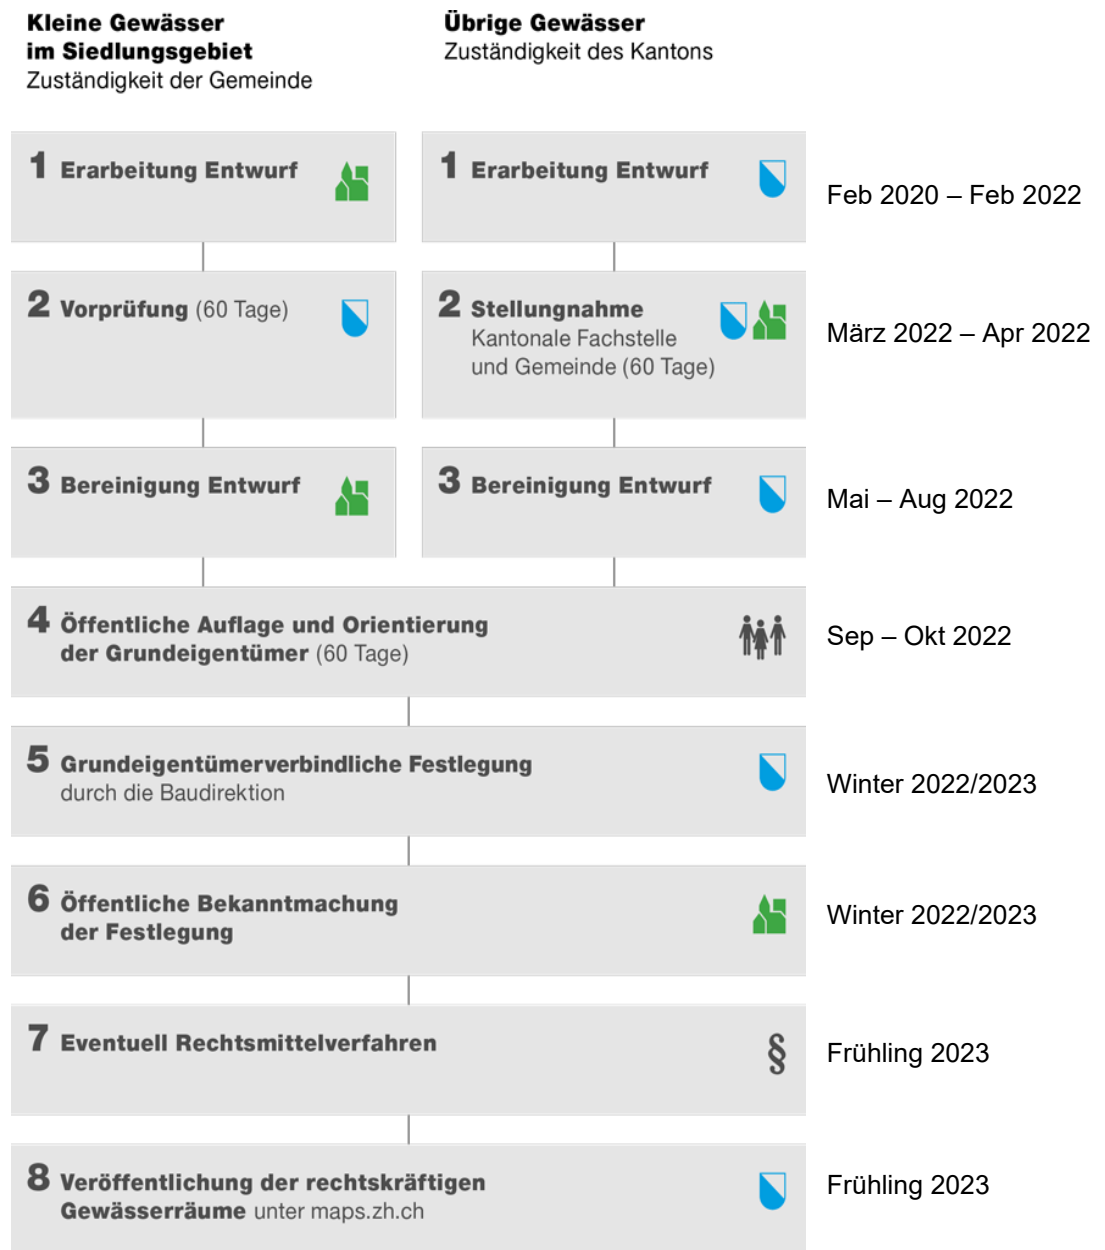 Kleine Gewässer
im Siedlungsgebiet
Zuständigkeit der Gemeinde
Übrige Gewässer
Zuständigkeit des Kantons
1 Erarbeitung Entwurf
1 Erarbeitung Entwurf
Feb 2020 – Feb 2022
2 Vorprüfung (60 Tage)
2 Stellungnahme
Kantonale Fachstelle
und Gemeinde (60 Tage)
März 2022 – Apr 2022
3 Bereinigung Entwurf
3 Bereinigung Entwurf
Mai – Aug 2022
4 Öffentliche Auflage und Orientierung
der Grundeigentümer (60 Tage)
Sep – Okt 2022
5 Grundeigentümerverbindliche Festlegung
durch die Baudirektion
Winter 2022/2023
6 Öffentliche Bekanntmachung
der Festlegung
Winter 2022/2023
7 Eventuell Rechtsmittelverfahren
§
Frühling 2023
8 Veröffentlichung der rechtskräftigen
Gewässerräume unter maps.zh.ch
Frühling 2023